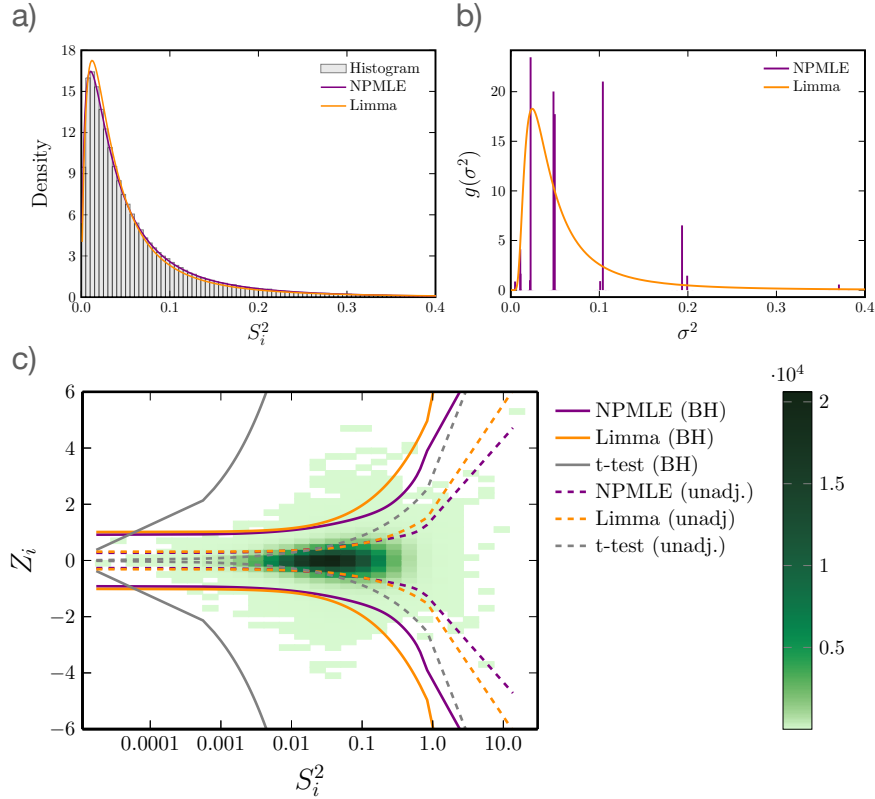 a)
18
15
12
9
6
3
0
Density
Histogram
NPMLE
Limma
0.0
0.1
0.2
0.3
0.4
S_i^2
b)
20
15
10
5
0
g(σ²)
NPMLE
Limma
0.0
0.1
0.2
0.3
0.4
σ²
c)
6
4
2
0
−2
−4
−6
Z_i
0.0001
0.001
0.01
0.1
1.0
10.0
S_i^2
NPMLE (BH)
Limma (BH)
t-test (BH)
NPMLE (unadj.)
Limma (unadj)
t-test (unadj.)
·10⁴
2
1.5
1
0.5